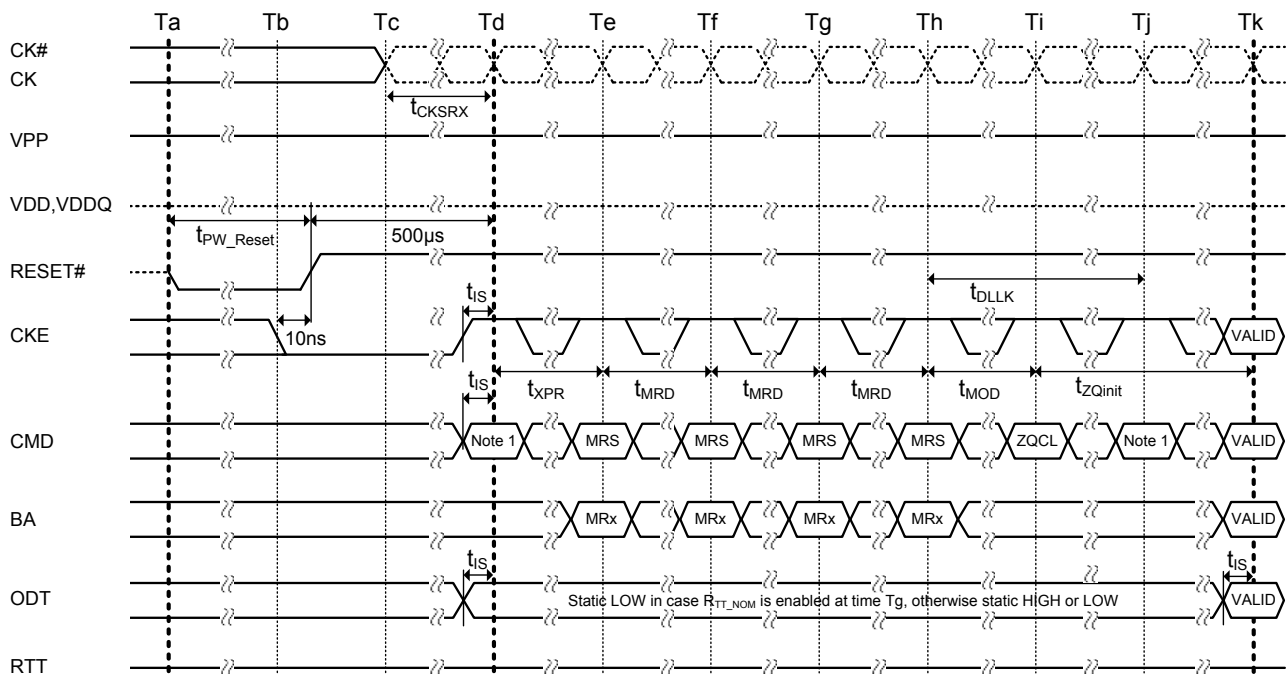 Ta Tb Tc Td Te Tf Tg Th Ti Tj Tk
CK#
CK
tCKSRX
VPP
VDD,VDDQ
tPW_Reset 500µs
RESET#
tIS tDLLK
CKE 10ns VALID
tIS tXPR tMRD tMRD tMRD tMOD tZQinit
CMD Note 1 MRS MRS MRS MRS ZQCL Note 1 VALID
BA MRx MRx MRx MRx VALID
tIS tIS
ODT Static LOW in case RTT_NOM is enabled at time Tg, otherwise static HIGH or LOW VALID
RTT